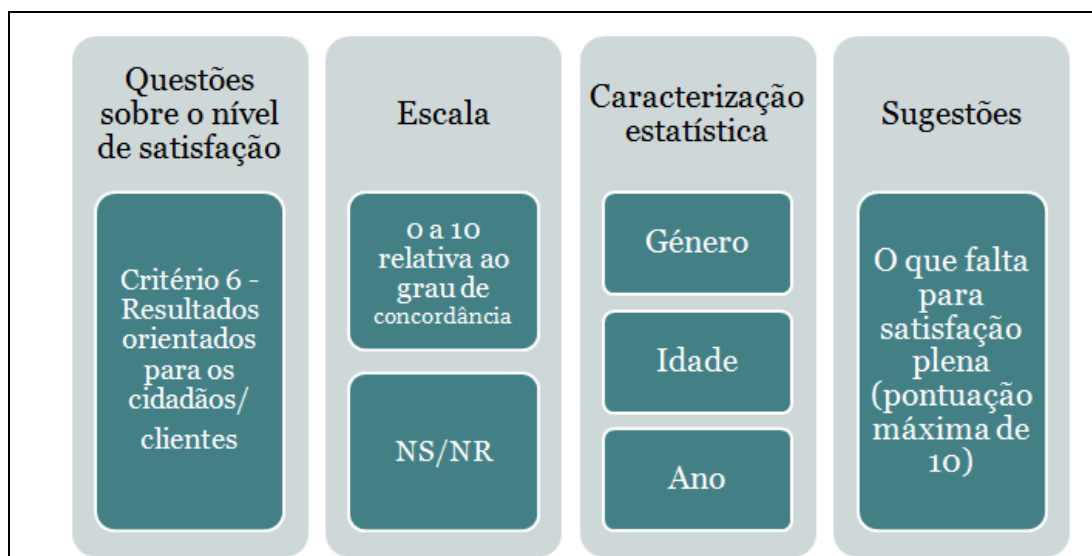 Questões
sobre o nível
de satisfação
Critério 6 -
Resultados
orientados
para os
cidadãos/
clientes
Escala
0 a 10
relativa ao
grau de
concordância
NS/NR
Caracterização
estatística
Género
Idade
Ano
Sugestões
O que falta
para
satisfação
plena
(pontuação
máxima de
10)